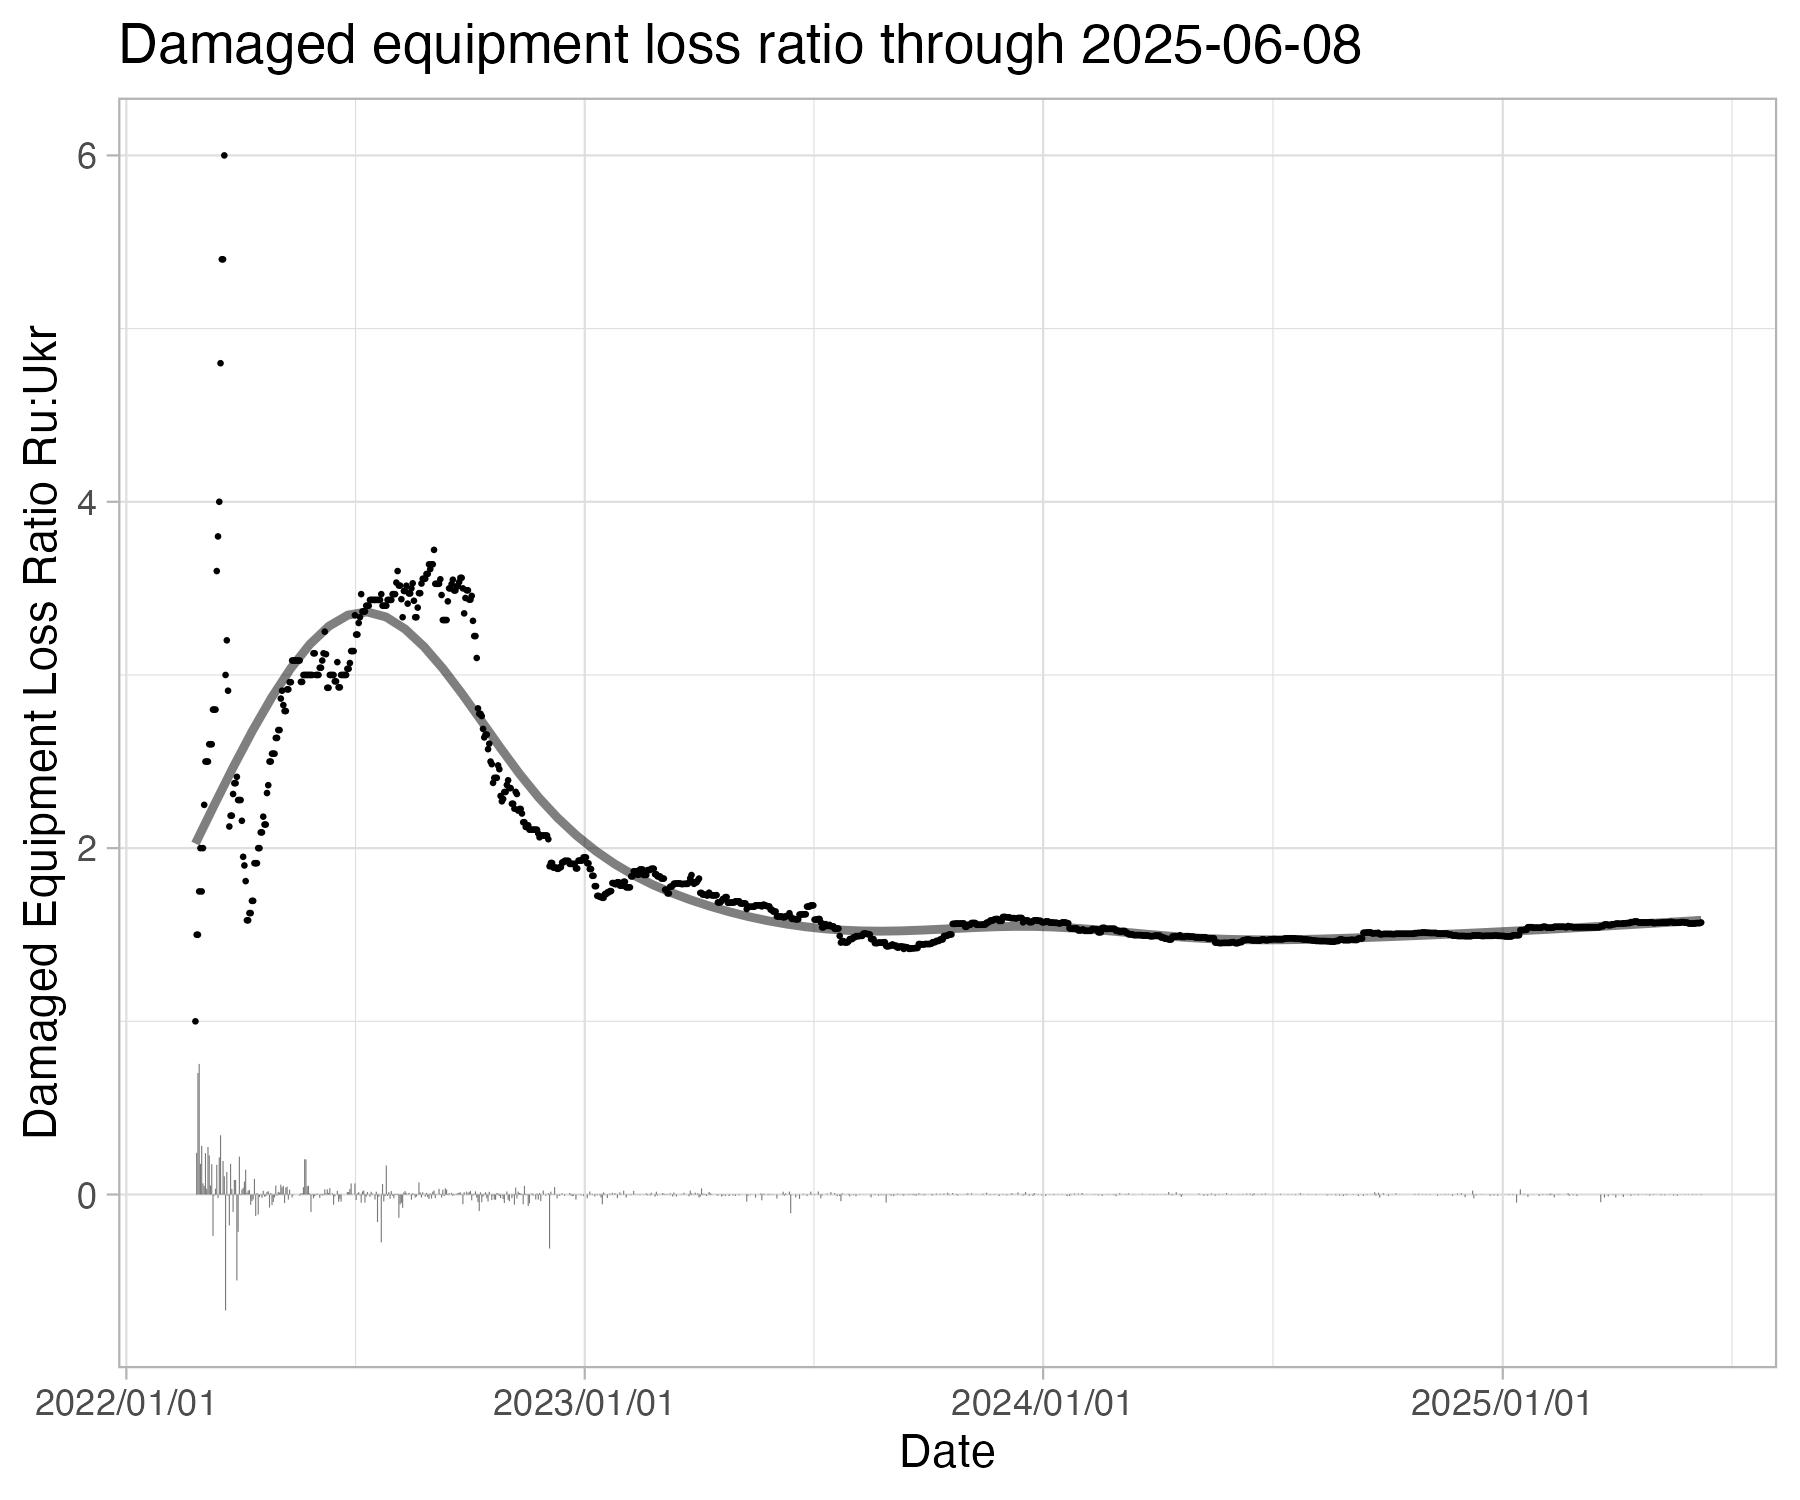 Damaged equipment loss ratio through 2025-06-08
Damaged Equipment Loss Ratio Ru:Ukr
6
4
2
0
2022/01/01
2023/01/01
2024/01/01
2025/01/01
Date